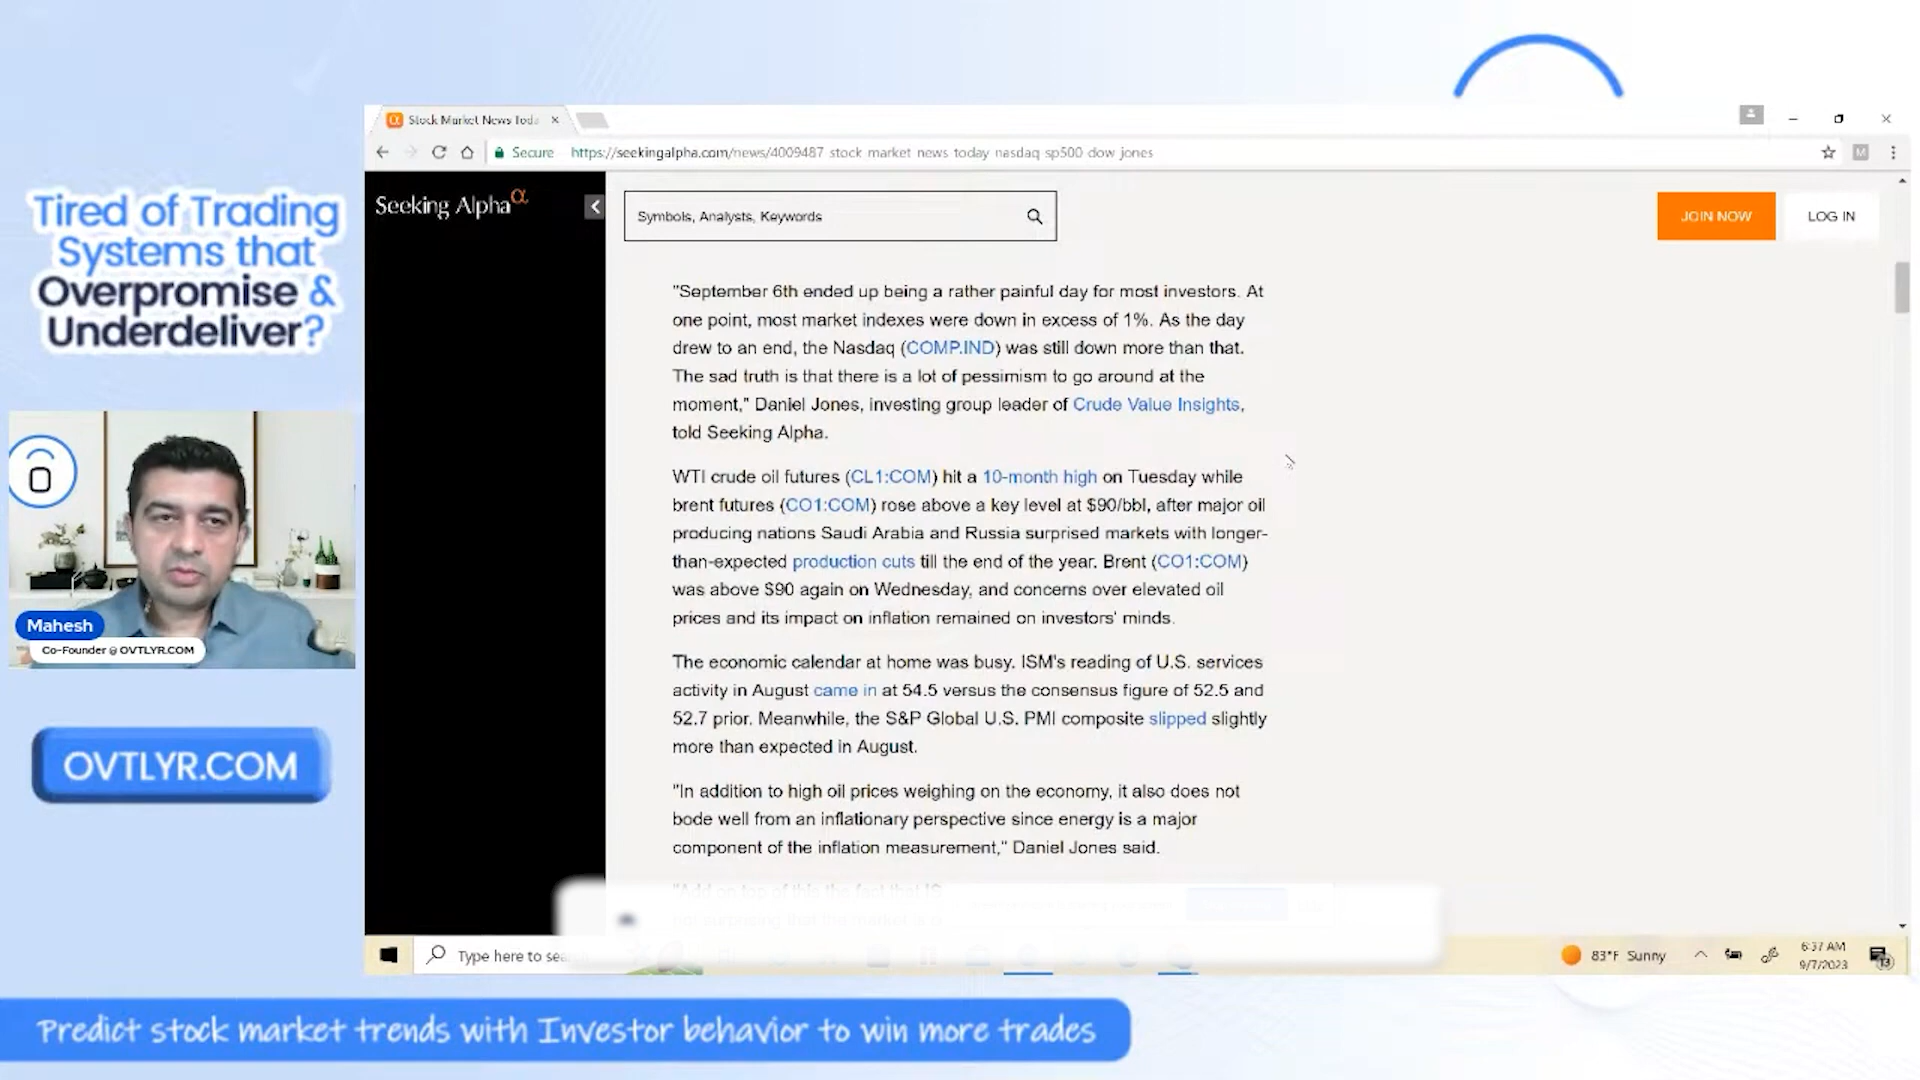 Tired of Trading
Systems that
Overpromise &
Underdeliver?
Mahesh
Co-Founder @ OVTLYR.COM
OVTLYR.COM
Stock Market News Toda
Secure
https://seekingalpha.com/news/4009487 stock market news today nasdaq sp500 dow jones
M
Seeking Alphaα
Symbols, Analysts, Keywords
JOIN NOW
LOG IN
"September 6th ended up being a rather painful day for most investors. At
one point, most market indexes were down in excess of 1%. As the day
drew to an end, the Nasdaq (COMP.IND) was still down more than that.
The sad truth is that there is a lot of pessimism to go around at the
moment," Daniel Jones, investing group leader of Crude Value Insights,
told Seeking Alpha.
WTI crude oil futures (CL1:COM) hit a 10-month high on Tuesday while
brent futures (CO1:COM) rose above a key level at $90/bbl, after major oil
producing nations Saudi Arabia and Russia surprised markets with longer-
than-expected production cuts till the end of the year. Brent (CO1:COM)
was above $90 again on Wednesday, and concerns over elevated oil
prices and its impact on inflation remained on investors' minds.
The economic calendar at home was busy. ISM's reading of U.S. services
activity in August came in at 54.5 versus the consensus figure of 52.5 and
52.7 prior. Meanwhile, the S&P Global U.S. PMI composite slipped slightly
more than expected in August.
"In addition to high oil prices weighing on the economy, it also does not
bode well from an inflationary perspective since energy is a major
component of the inflation measurement," Daniel Jones said.
"Add on top of this the fact that IS
Type here to sea
83°F Sunny
6:37 AM
9/7/2023
13
Predict stock market trends with Investor behavior to win more trades